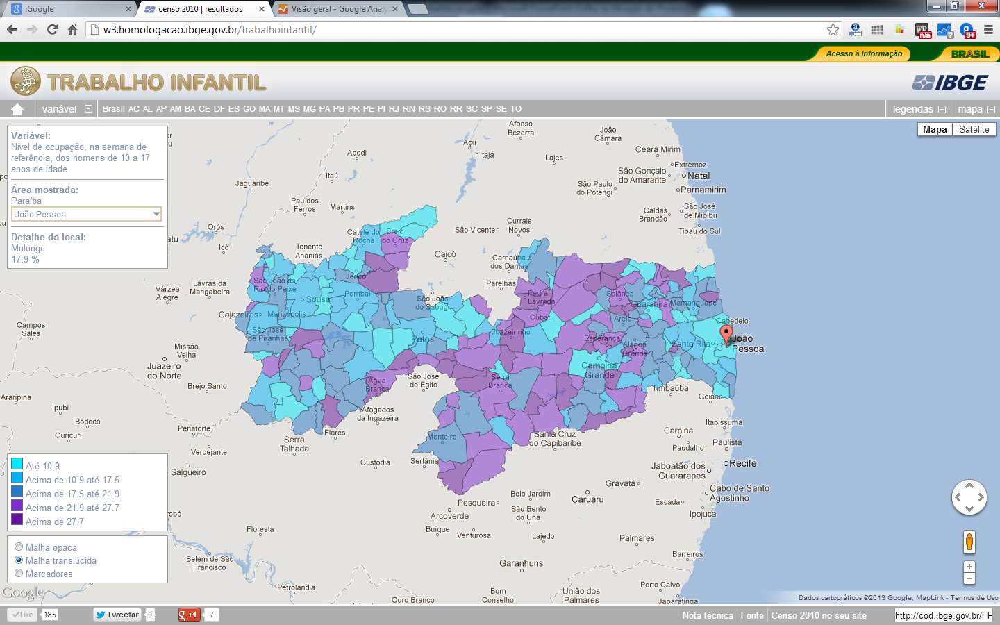 iGoogle
censo 2010 | resultados
Visão geral - Google Analy
w3.homologacao.ibge.gov.br/trabalhoinfantil/
Acesso à Informação
BRASIL
TRABALHO INFANTIL
IBGE
variável
Brasil AC AL AP AM BA CE DF ES GO MA MT MS MG PA PB PR PE PI RJ RN RS RO RR SC SP SE TO
legendas
mapa
Variável:
Nível de ocupação, na semana de
referência, dos homens de 10 a 17
anos de idade
Área mostrada:
Paraíba
João Pessoa
Detalhe do local:
Mulungu
17.9 %
Mapa
Satélite
Afonso
Bezerra
João
Câmara
Açu
Itajá
Lajes
Ceará Mirim
Extremoz
Natal
Parnamirim
São Gonçalo
do Amarante
São Paulo
do Potengi
Apodi
Itaú
Jaguaribe
Pau dos
Ferros
Martins
Caldas
Brandão
São José
de Mipibu
Tibau do Sul
Currais
Novos
São Vicente
Orós
Icó
Catolé do
Rocha
Brejo
do Cruz
Tenente
Ananias
Caicó
Carnaúba
dos Dantas
Jericó
Parelhas
Várzea
Alegre
Lavras da
Mangabeira
São João do
Rio do Peixe
Sousa
Pombal
São João
do Sabugi
Pedra
Lavrada
Solânea
Guarabira
Mamanguape
Cajazeiras
Marizópolis
Cubati
Areia
Cabedelo
Campos
Sales
São José
de Piranhas
Patos
Juazeirinho
Esperança
Alagoa
Grande
Santa Rita
João
Pessoa
Missão
Velha
Juazeiro
do Norte
Campina
Grande
Brejo Santo
Água
Branca
São José
do Egito
Serra
Branca
Timbaúba
Goiana
Araripina
Ipubi
Bodocó
Ouricuri
Afogados
da Ingazeira
Penaforte
Flores
Serra
Talhada
Monteiro
Santa Cruz
do Capibaribe
Itapissuma
Carpina
Paulista
Paudalho
Verdejante
Salgueiro
Custódia
Sertânia
Jaboatão dos
Guararapes
Recife
Gravatá
Cabo de Santo
Agostinho
Belo Jardim
Caruaru
Pesqueira
Escada
Ipojuca
Arcoverde
São Bento
do Una
Buique
Venturosa
Lajedo
Palmares
Floresta
Belém de São
Francisco
Garanhuns
Barreiros
Petrolândia
Ouro Branco
Bom
Conselho
União dos
Palmares
Porto Calvo
Japaratinga
Até 10.9
Acima de 10.9 até 17.5
Acima de 17.5 até 21.9
Acima de 21.9 até 27.7
Acima de 27.7
Malha opaca
Malha translúcida
Marcadores
Google
Dados cartográficos ©2013 Google, MapLink - Termos de Uso
Like 185
Tweetar 0
+1 7
Nota técnica
Fonte
Censo 2010 no seu site
http://cod.ibge.gov.br/FF